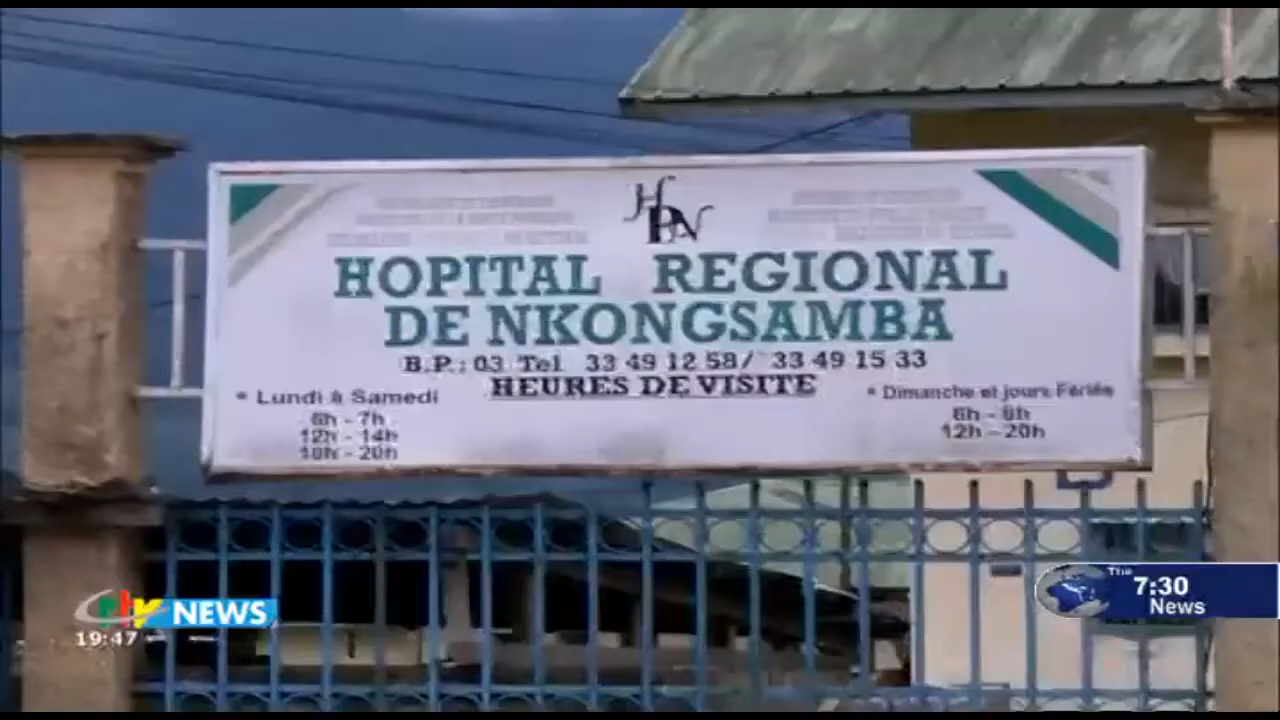 HPN
HOPITAL REGIONAL
DE NKONGSAMBA
B.P.: 03 Tel 33 49 12 58/ 33 49 15 33
HEURES DE VISITE
* Lundi à Samedi
6h - 7h
12h - 14h
18h - 20h
* Dimanche et jours Fériés
6h - 8h
12h - 20h
crtv NEWS
19:47
The
7:30
News